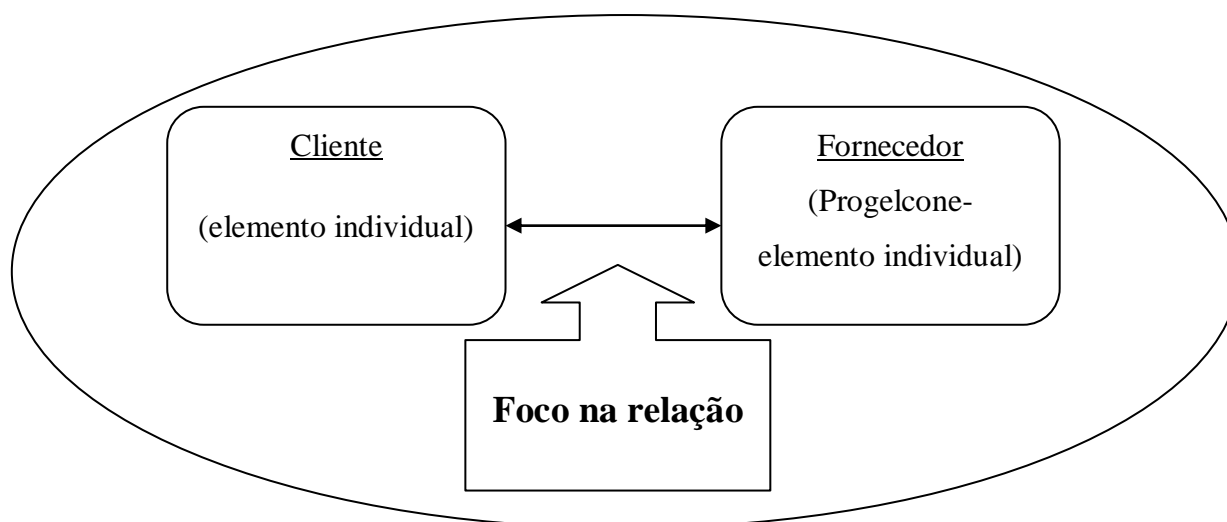 Cliente
(elemento individual)
Fornecedor
(Progelcone-
elemento individual)
Foco na relação